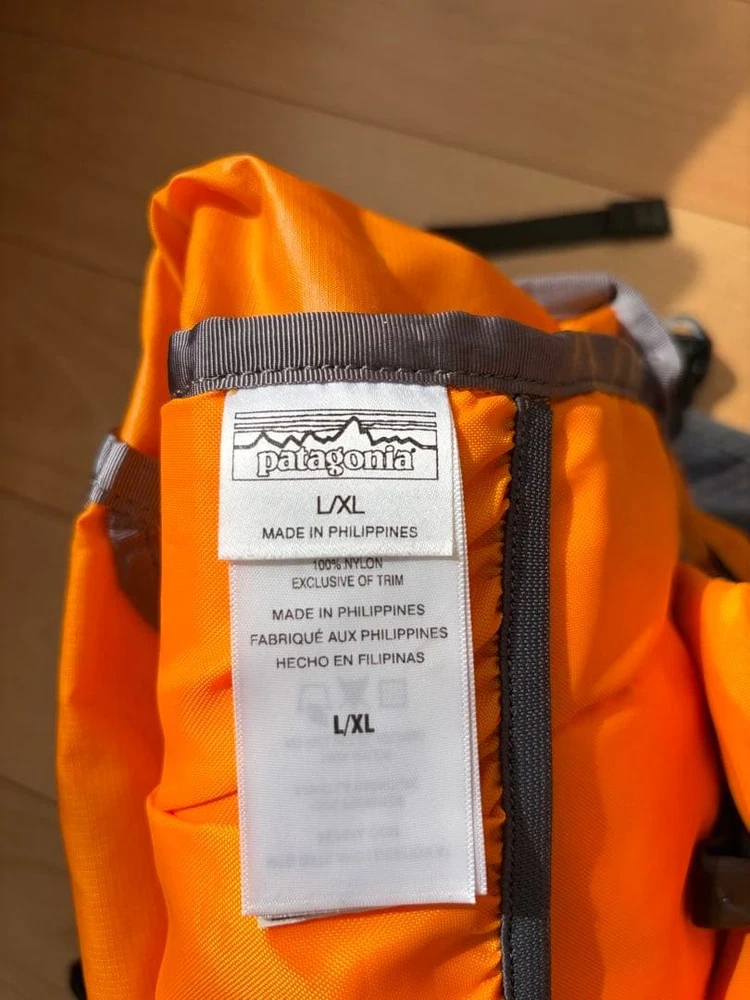 patagonia
L/XL
MADE IN PHILIPPINES
100% NYLON
EXCLUSIVE OF TRIM
MADE IN PHILIPPINES
FABRIQUÉ AUX PHILIPPINES
HECHO EN FILIPINAS
L/XL